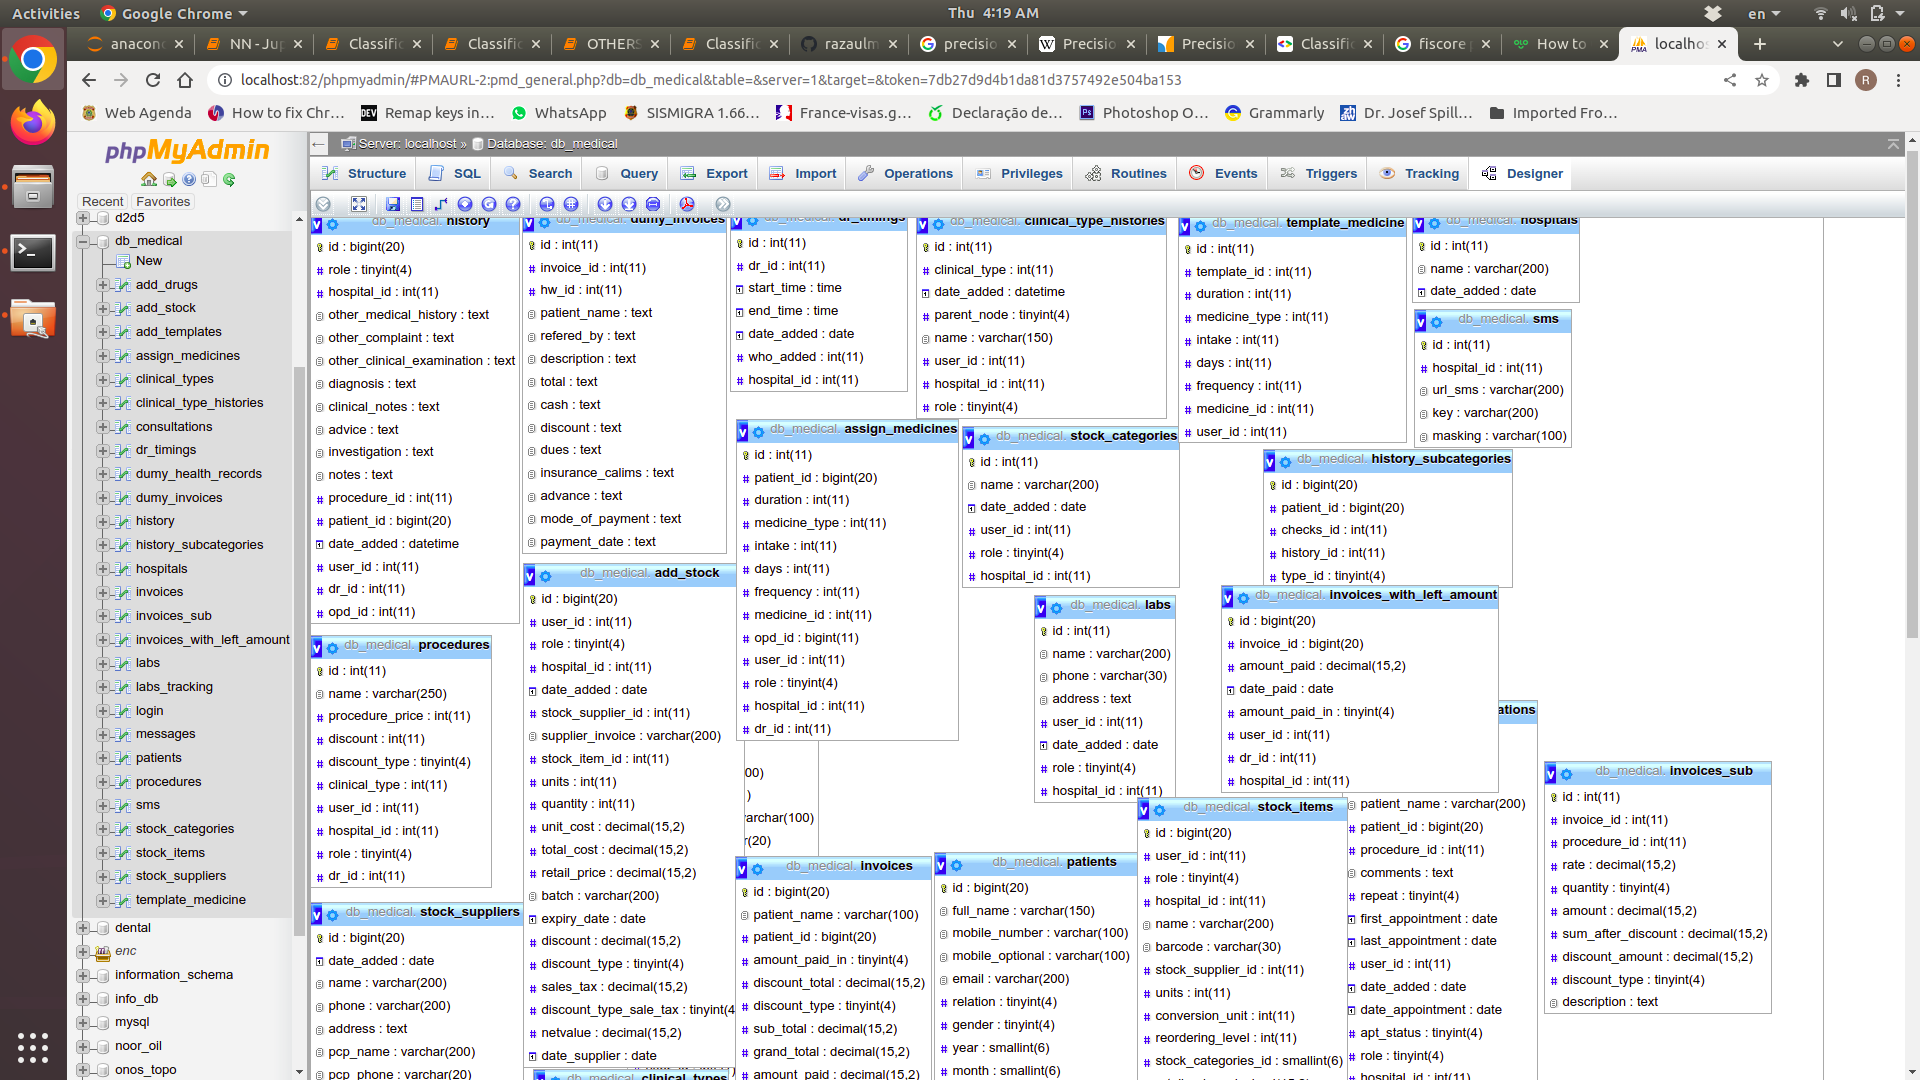 Activities Google Chrome Thu 4:19 AM en
anacon NN - Jup Classific Classific OTHERS Classific razaulm precisio Precisio Precisio Classific fiscore How to localhos
localhost:82/phpmyadmin/#PMAURL-2:pmd_general.php?db=db_medical&table=&server=1&target=&token=7db27d9d4b1da81d3757492e504ba153 R
Web Agenda How to fix Chr… Remap keys in… WhatsApp SISMIGRA 1.66… France-visas.g… Declaração de… Photoshop O… Grammarly Dr. Josef Spill… Imported Fro…
phpMyAdmin
Recent Favorites
d2d5
db_medical
New
add_drugs
add_stock
add_templates
assign_medicines
clinical_types
clinical_type_histories
consultations
dr_timings
dumy_health_records
dumy_invoices
history
history_subcategories
hospitals
invoices
invoices_sub
invoices_with_left_amount
labs
labs_tracking
login
messages
patients
procedures
sms
stock_categories
stock_items
stock_suppliers
template_medicine
dental
enc
information_schema
info_db
mysql
noor_oil
onos_topo
Server: localhost » Database: db_medical
Structure SQL Search Query Export Import Operations Privileges Routines Events Triggers Tracking Designer
db_medical. history
id : bigint(20)
role : tinyint(4)
hospital_id : int(11)
other_medical_history : text
other_complaint : text
other_clinical_examination : text
diagnosis : text
clinical_notes : text
advice : text
investigation : text
notes : text
procedure_id : int(11)
patient_id : bigint(20)
date_added : datetime
user_id : int(11)
dr_id : int(11)
opd_id : int(11)
db_medical. procedures
id : int(11)
name : varchar(250)
procedure_price : int(11)
discount : int(11)
discount_type : tinyint(4)
clinical_type : int(11)
user_id : int(11)
hospital_id : int(11)
role : tinyint(4)
dr_id : int(11)
db_medical. stock_suppliers
id : bigint(20)
date_added : date
name : varchar(200)
phone : varchar(200)
address : text
pcp_name : varchar(200)
pcp_phone : varchar(20)
db_medical. dumy_invoices
id : int(11)
invoice_id : int(11)
hw_id : int(11)
patient_name : text
refered_by : text
description : text
total : text
cash : text
discount : text
dues : text
insurance_calims : text
advance : text
mode_of_payment : text
payment_date : text
db_medical. add_stock
id : bigint(20)
user_id : int(11)
role : tinyint(4)
hospital_id : int(11)
date_added : date
stock_supplier_id : int(11)
supplier_invoice : varchar(200)
stock_item_id : int(11)
units : int(11)
quantity : int(11)
unit_cost : decimal(15,2)
total_cost : decimal(15,2)
retail_price : decimal(15,2)
batch : varchar(200)
expiry_date : date
discount : decimal(15,2)
discount_type : tinyint(4)
sales_tax : decimal(15,2)
discount_type_sale_tax : tinyint(4
netvalue : decimal(15,2)
date_supplier : date
db_medical. clinical_types
db_medical. dr_timings
id : int(11)
dr_id : int(11)
start_time : time
end_time : time
date_added : date
who_added : int(11)
hospital_id : int(11)
db_medical. assign_medicines
id : int(11)
patient_id : bigint(20)
duration : int(11)
medicine_type : int(11)
intake : int(11)
days : int(11)
frequency : int(11)
medicine_id : int(11)
opd_id : bigint(11)
user_id : int(11)
role : tinyint(4)
hospital_id : int(11)
dr_id : int(11)
00)
)
varchar(100)
r(20)
db_medical. invoices
id : bigint(20)
patient_name : varchar(100)
patient_id : bigint(20)
amount_paid_in : tinyint(4)
discount_total : decimal(15,2)
discount_type : tinyint(4)
sub_total : decimal(15,2)
grand_total : decimal(15,2)
amount_paid : decimal(15,2)
db_medical. clinical_type_histories
id : int(11)
clinical_type : int(11)
date_added : datetime
parent_node : tinyint(4)
name : varchar(150)
user_id : int(11)
hospital_id : int(11)
role : tinyint(4)
db_medical. stock_categories
id : int(11)
name : varchar(200)
date_added : date
user_id : int(11)
role : tinyint(4)
hospital_id : int(11)
db_medical. labs
id : int(11)
name : varchar(200)
phone : varchar(30)
address : text
user_id : int(11)
date_added : date
role : tinyint(4)
hospital_id : int(11)
db_medical. patients
id : bigint(20)
full_name : varchar(150)
mobile_number : varchar(100)
mobile_optional : varchar(100)
email : varchar(200)
relation : tinyint(4)
gender : tinyint(4)
year : smallint(6)
month : smallint(6)
db_medical. template_medicine
id : int(11)
template_id : int(11)
duration : int(11)
medicine_type : int(11)
intake : int(11)
days : int(11)
frequency : int(11)
medicine_id : int(11)
user_id : int(11)
db_medical. history_subcategories
id : bigint(20)
patient_id : bigint(20)
checks_id : int(11)
history_id : int(11)
type_id : tinyint(4)
db_medical. invoices_with_left_amount
id : bigint(20)
invoice_id : bigint(20)
amount_paid : decimal(15,2)
date_paid : date
amount_paid_in : tinyint(4)
user_id : int(11)
dr_id : int(11)
hospital_id : int(11)
db_medical. stock_items
id : bigint(20)
user_id : int(11)
role : tinyint(4)
hospital_id : int(11)
name : varchar(200)
barcode : varchar(30)
stock_supplier_id : int(11)
units : int(11)
conversion_unit : int(11)
reordering_level : int(11)
stock_categories_id : smallint(6)
db_medical. hospitals
id : int(11)
name : varchar(200)
date_added : date
db_medical. sms
id : int(11)
hospital_id : int(11)
url_sms : varchar(200)
key : varchar(200)
masking : varchar(100)
ations
patient_name : varchar(200)
patient_id : bigint(20)
procedure_id : int(11)
comments : text
repeat : tinyint(4)
first_appointment : date
last_appointment : date
user_id : int(11)
date_added : date
date_appointment : date
apt_status : tinyint(4)
role : tinyint(4)
hospital_id : int(11)
db_medical. invoices_sub
id : int(11)
invoice_id : int(11)
procedure_id : int(11)
rate : decimal(15,2)
quantity : tinyint(4)
amount : decimal(15,2)
sum_after_discount : decimal(15,2)
discount_amount : decimal(15,2)
discount_type : tinyint(4)
description : text